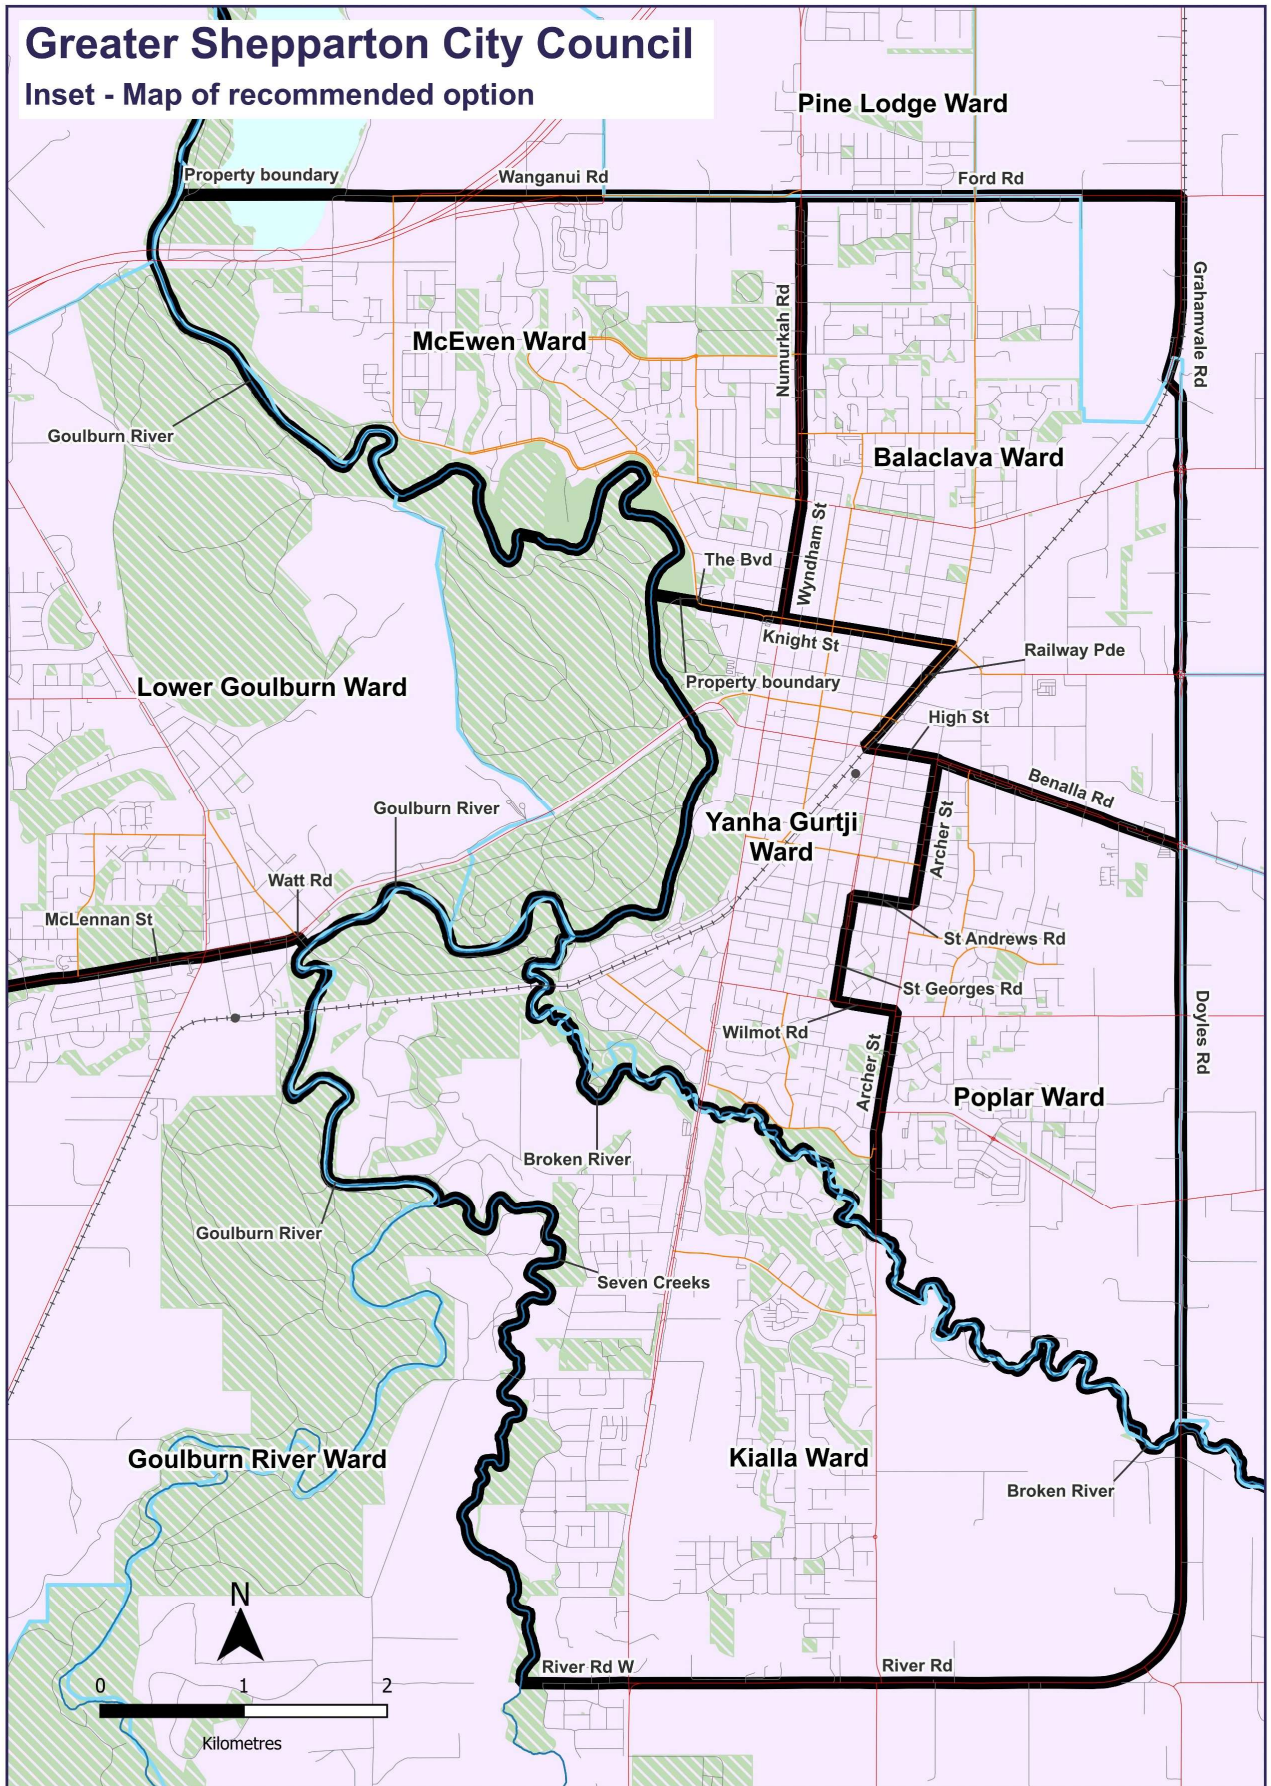 Greater Shepparton City Council
Inset - Map of recommended option
Pine Lodge Ward
Property boundary
Wanganui Rd
Ford Rd
Grahamvale Rd
Numurkah Rd
McEwen Ward
Goulburn River
Balaclava Ward
Wyndham St
The Bvd
Knight St
Railway Pde
Property boundary
Lower Goulburn Ward
High St
Benalla Rd
Goulburn River
Yanha Gurtji
Ward
Archer St
Watt Rd
McLennan St
St Andrews Rd
St Georges Rd
Wilmot Rd
Doyles Rd
Archer St
Poplar Ward
Broken River
Goulburn River
Seven Creeks
Goulburn River Ward
Kialla Ward
Broken River
N
River Rd W
River Rd
0 1 2
Kilometres